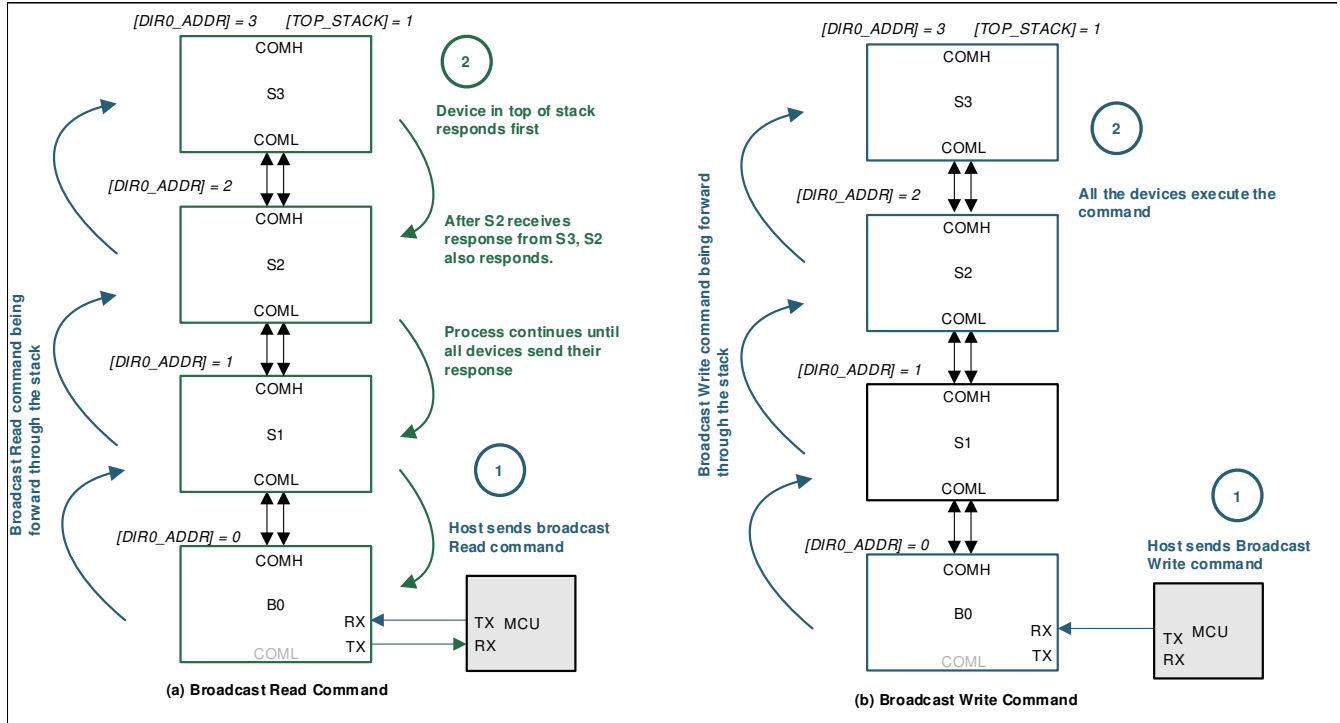 [DIR0_ADDR] = 3 [TOP_STACK] = 1
COMH
S3
COML
2
Device in top of stack
responds first
[DIR0_ADDR] = 2
COMH
S2
COML
After S2 receives
response from S3, S2
also responds.
[DIR0_ADDR] = 1
COMH
S1
COML
Process continues until
all devices send their
response
1
Host sends broadcast
Read command
[DIR0_ADDR] = 0
COMH
B0
RX
TX
COML
TX
MCU
RX
Broadcast Read command being
forward through the stack
(a) Broadcast Read Command
[DIR0_ADDR] = 3 [TOP_STACK] = 1
COMH
S3
COML
2
All the devices execute the
command
[DIR0_ADDR] = 2
COMH
S2
COML
[DIR0_ADDR] = 1
COMH
S1
COML
1
Host sends Broadcast
Write command
[DIR0_ADDR] = 0
COMH
B0
RX
TX
COML
TX
MCU
RX
Broadcast Write command being forward
through the stack
(b) Broadcast Write Command